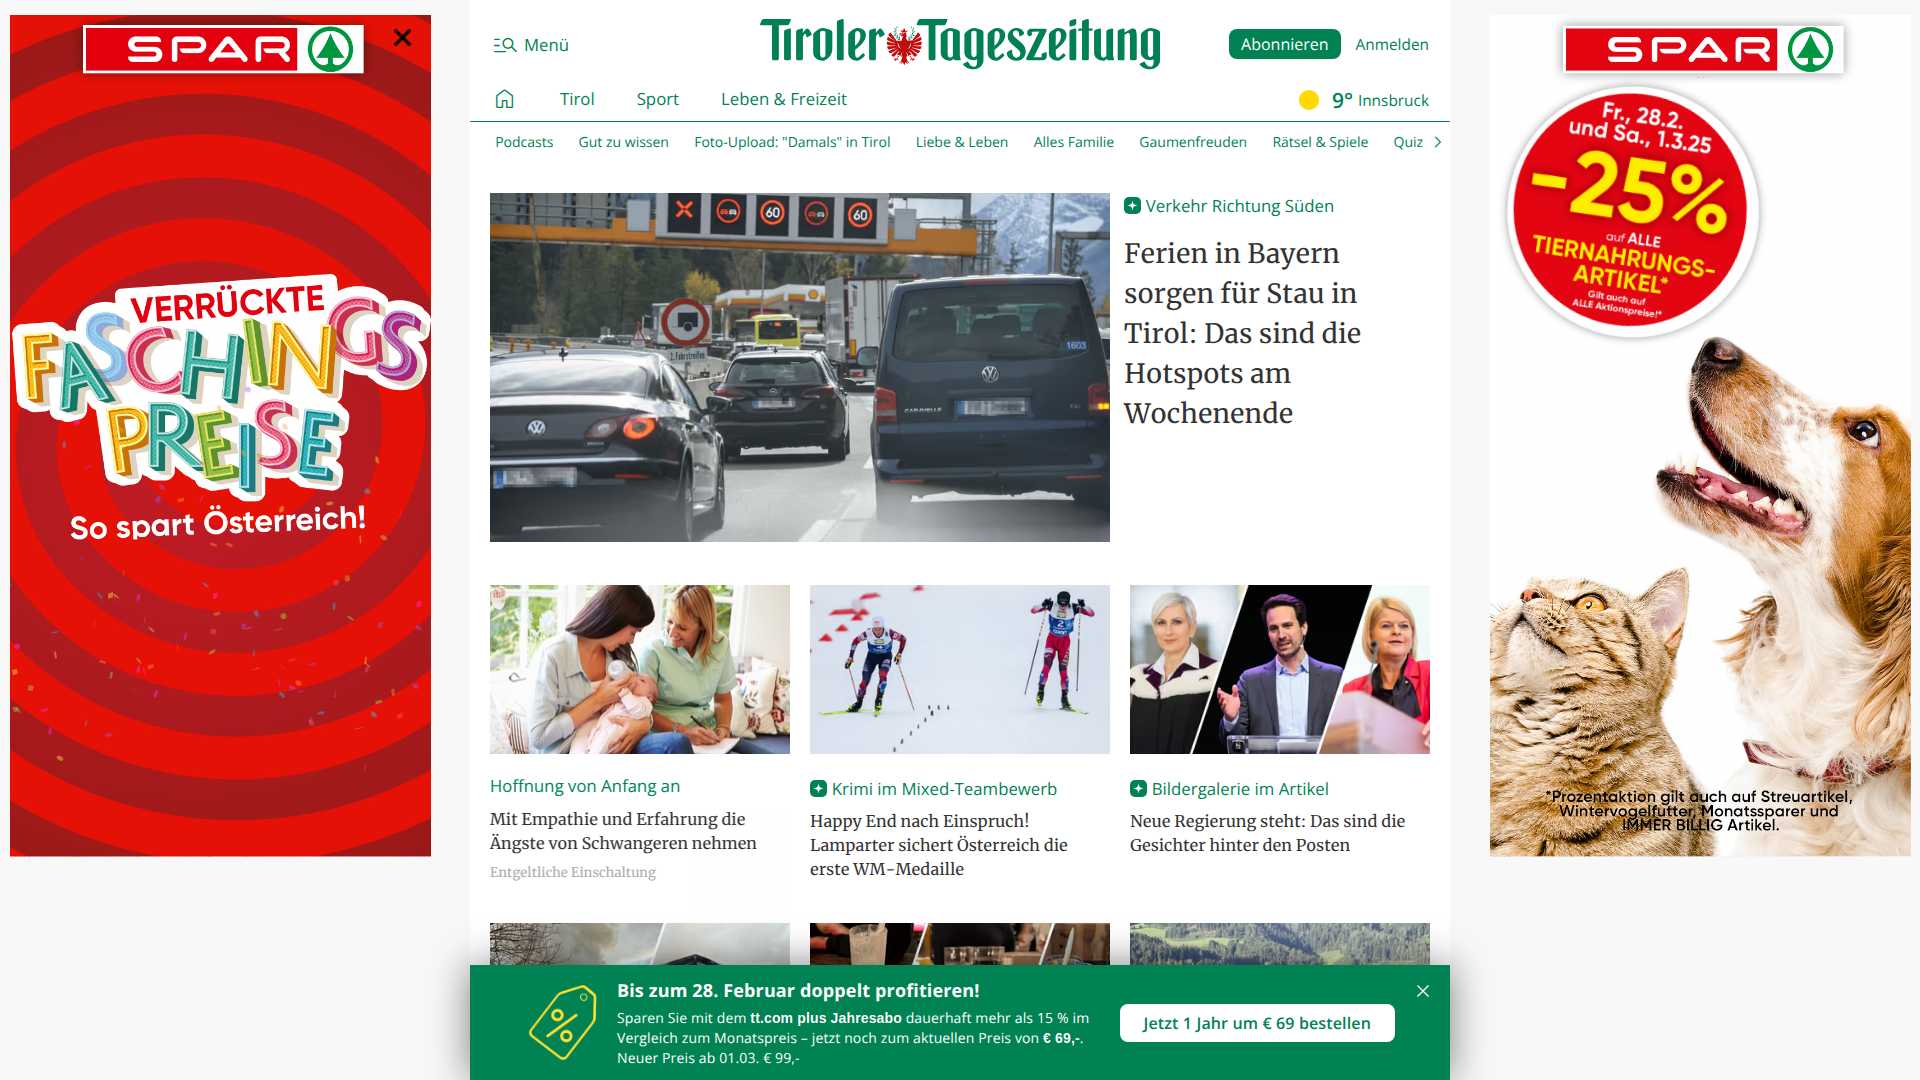 SPAR
VERRÜCKTE
FASCHINGS
PREISE
So spart Österreich!
Menü
Tiroler Tageszeitung
Abonnieren
Anmelden
Tirol
Sport
Leben & Freizeit
9° Innsbruck
Podcasts
Gut zu wissen
Foto-Upload: "Damals" in Tirol
Liebe & Leben
Alles Familie
Gaumenfreuden
Rätsel & Spiele
Quiz
60
60
2. Fahrstreifen
1603
CARAVELLE
Verkehr Richtung Süden
Ferien in Bayern
sorgen für Stau in
Tirol: Das sind die
Hotspots am
Wochenende
Hoffnung von Anfang an
Mit Empathie und Erfahrung die
Ängste von Schwangeren nehmen
Entgeltliche Einschaltung
Krimi im Mixed-Teambewerb
Happy End nach Einspruch!
Lamparter sichert Österreich die
erste WM-Medaille
Bildergalerie im Artikel
Neue Regierung steht: Das sind die
Gesichter hinter den Posten
Bis zum 28. Februar doppelt profitieren!
Sparen Sie mit dem tt.com plus Jahresabo dauerhaft mehr als 15 % im
Vergleich zum Monatspreis – jetzt noch zum aktuellen Preis von € 69,-.
Neuer Preis ab 01.03. € 99,-
Jetzt 1 Jahr um € 69 bestellen
SPAR
Fr., 28.2.
und Sa., 1.3.25
-25%
auf ALLE
TIERNAHRUNGS-
ARTIKEL*
Gilt auch auf
ALLE Aktionspreise!*
*Prozentaktion gilt auch auf Streuartikel,
Wintervogelfutter, Monatssparer und
IMMER BILLIG Artikel.